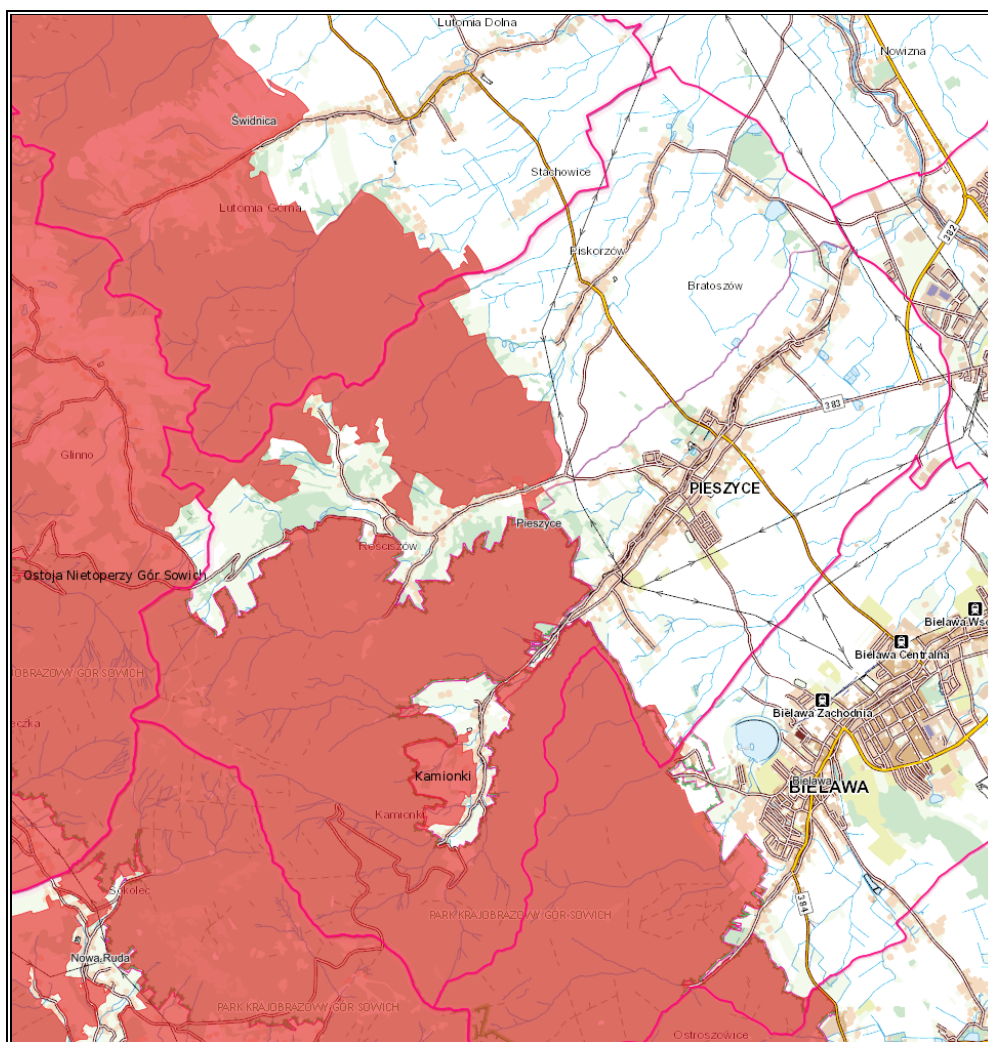 Lutomia Dolna
Nowizna
Świdnica
Stachowice
Lutomia Górna
382
Piskorzów
Bratoszów
383
Glinno
PIESZYCE
Pieszyce
Rościszów
Ostoja Nietoperzy Gór Sowich
Bielawa
Bielawa Centralna
OBRAZOWY GÓR SOWICH
Bielawa Zachodnia
eczka
Kamionki
Bielawa
BIELAWA
Kamionki
Sokolec
384
PARK KRAJOBRAZOWY GÓR SOWICH
Nowa Ruda
PARK KRAJOBRAZOWY GÓR SOWICH
Ostroszowice